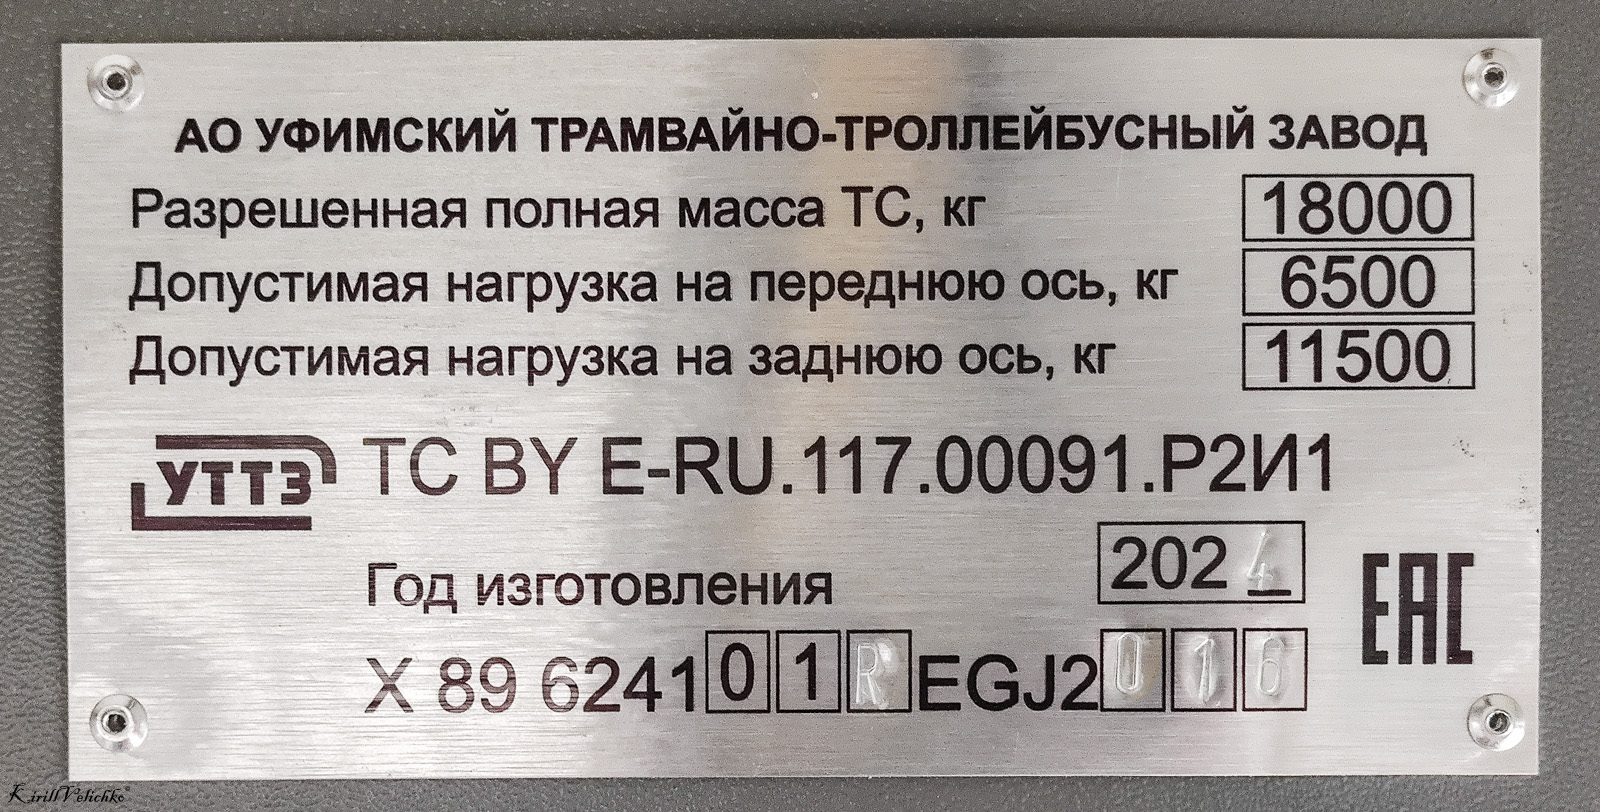 АО УФИМСКИЙ ТРАМВАЙНО-ТРОЛЛЕЙБУСНЫЙ ЗАВОД
Разрешенная полная масса ТС, кг 18000
Допустимая нагрузка на переднюю ось, кг 6500
Допустимая нагрузка на заднюю ось, кг 11500
УТТЗ ТС BY Е-RU.117.00091.Р2И1
Год изготовления 2024
EAC
X 89 624101REGJ2016
KirillVelichko